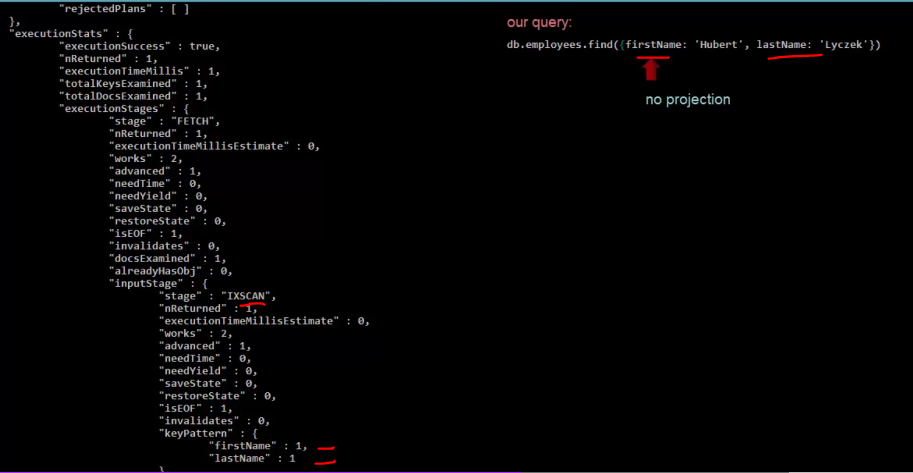 "rejectedPlans" : [ ]
},
"executionStats" : {
"executionSuccess" : true,
"nReturned" : 1,
"executionTimeMillis" : 1,
"totalKeysExamined" : 1,
"totalDocsExamined" : 1,
"executionStages" : {
"stage" : "FETCH",
"nReturned" : 1,
"executionTimeMillisEstimate" : 0,
"works" : 2,
"advanced" : 1,
"needTime" : 0,
"needYield" : 0,
"saveState" : 0,
"restoreState" : 0,
"isEOF" : 1,
"invalidates" : 0,
"docsExamined" : 1,
"alreadyHasObj" : 0,
"inputStage" : {
"stage" : "IXSCAN",
"nReturned" : 1,
"executionTimeMillisEstimate" : 0,
"works" : 2,
"advanced" : 1,
"needTime" : 0,
"needYield" : 0,
"saveState" : 0,
"restoreState" : 0,
"isEOF" : 1,
"invalidates" : 0,
"keyPattern" : {
"firstName" : 1,
"lastName" : 1
our query:
db.employees.find({firstName: 'Hubert', lastName: 'Lyczek'})
no projection